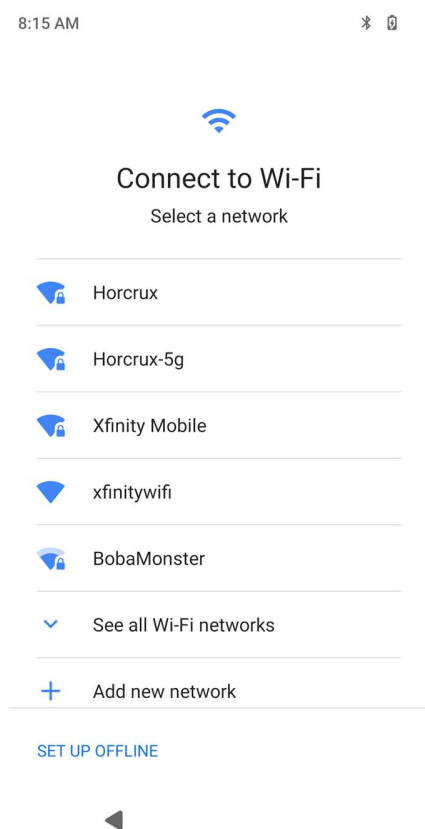 8:15 AM
Connect to Wi-Fi
Select a network
Horcrux
Horcrux-5g
Xfinity Mobile
xfinitywifi
BobaMonster
See all Wi-Fi networks
Add new network
SET UP OFFLINE